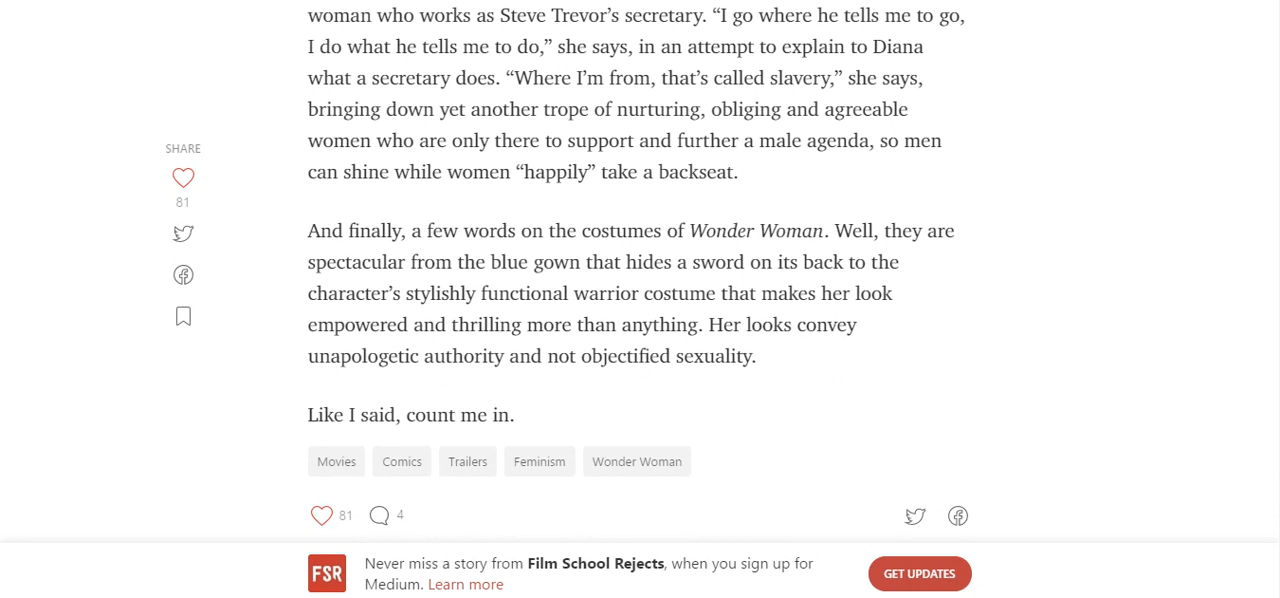 woman who works as Steve Trevor’s secretary. “I go where he tells me to go,
I do what he tells me to do,” she says, in an attempt to explain to Diana
what a secretary does. “Where I’m from, that’s called slavery,” she says,
bringing down yet another trope of nurturing, obliging and agreeable
women who are only there to support and further a male agenda, so men
can shine while women “happily” take a backseat.
SHARE
81
And finally, a few words on the costumes of Wonder Woman. Well, they are
spectacular from the blue gown that hides a sword on its back to the
character’s stylishly functional warrior costume that makes her look
empowered and thrilling more than anything. Her looks convey
unapologetic authority and not objectified sexuality.
Like I said, count me in.
Movies Comics Trailers Feminism Wonder Woman
81 4
FSR
Never miss a story from Film School Rejects, when you sign up for
Medium. Learn more
GET UPDATES